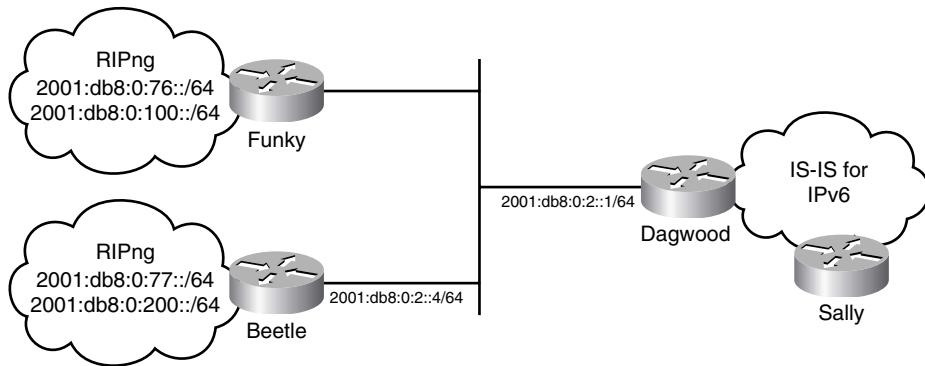 RIPng
2001:db8:0:76::/64
2001:db8:0:100::/64
Funky
RIPng
2001:db8:0:77::/64
2001:db8:0:200::/64
Beetle
2001:db8:0:2::4/64
2001:db8:0:2::1/64
Dagwood
IS-IS for
IPv6
Sally